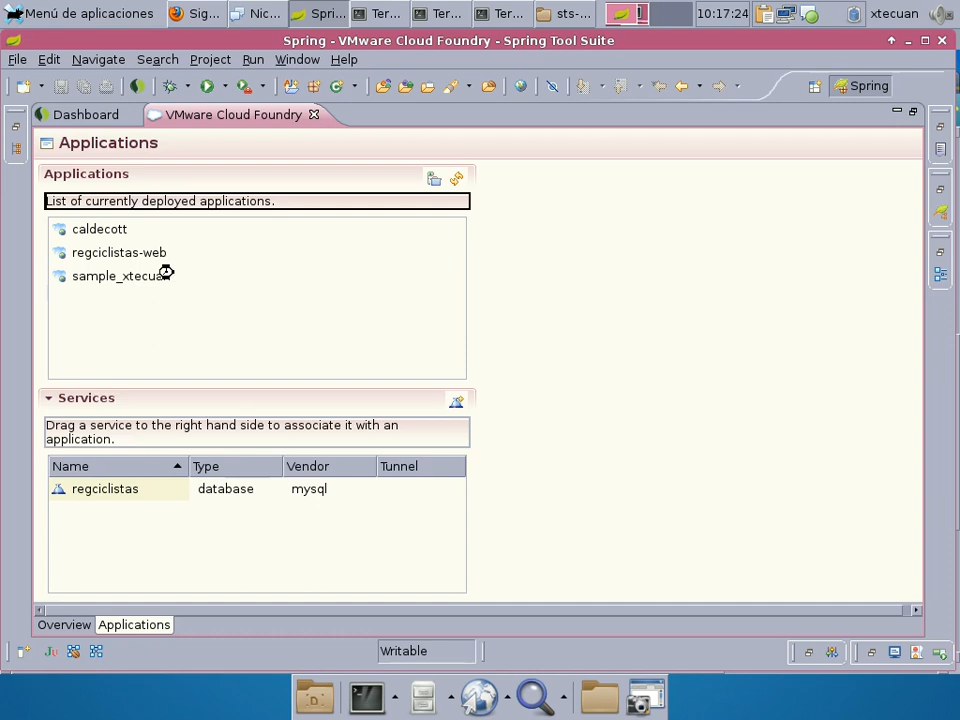 Menú de aplicaciones
Sig...
Nic...
Spri...
Ter...
Ter...
Ter...
sts-...
10:17:24
xtecuan
Spring - VMware Cloud Foundry - Spring Tool Suite
File Edit Navigate Search Project Run Window Help
Spring
Dashboard
VMware Cloud Foundry
Applications
Applications
List of currently deployed applications.
caldecott
regciclistas-web
sample_xtecuan
Services
Drag a service to the right hand side to associate it with an
application.
Name Type Vendor Tunnel
regciclistas database mysql
Overview Applications
Ju
Writable